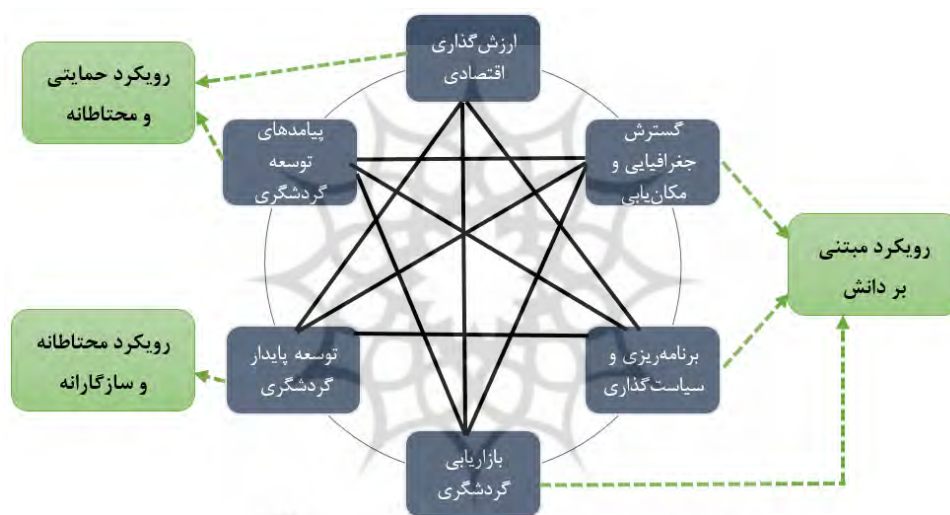 ارزش‌گذاری
اقتصادی
رویکرد حمایتی
و محتاطانه
پیامدهای
توسعه
گردشگری
گسترش
جغرافیایی و
مکان‌یابی
رویکرد مبتنی
بر دانش
رویکرد محتاطانه
و سازگارانه
توسعه پایدار
گردشگری
برنامه‌ریزی و
سیاست‌گذاری
بازاریابی
گردشگری